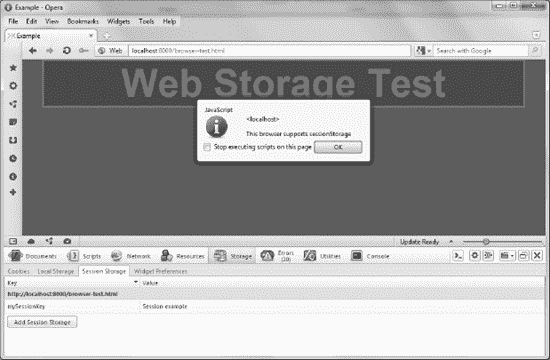 Example - Opera
File Edit View Bookmarks Widgets Tools Help
Example
Web localhost:8000/browser-test.html Search with Google
Web Storage Test
JavaScript
<localhost>
This browser supports sessionStorage
Stop executing scripts on this page OK
Update Ready
Documents Scripts Network Resources Storage Errors (20) Utilities Console
Cookies Local Storage Session Storage Widget Preferences
Key Value
http://localhost:8000/browser-test.html
mySessionKey Session example
Add Session Storage